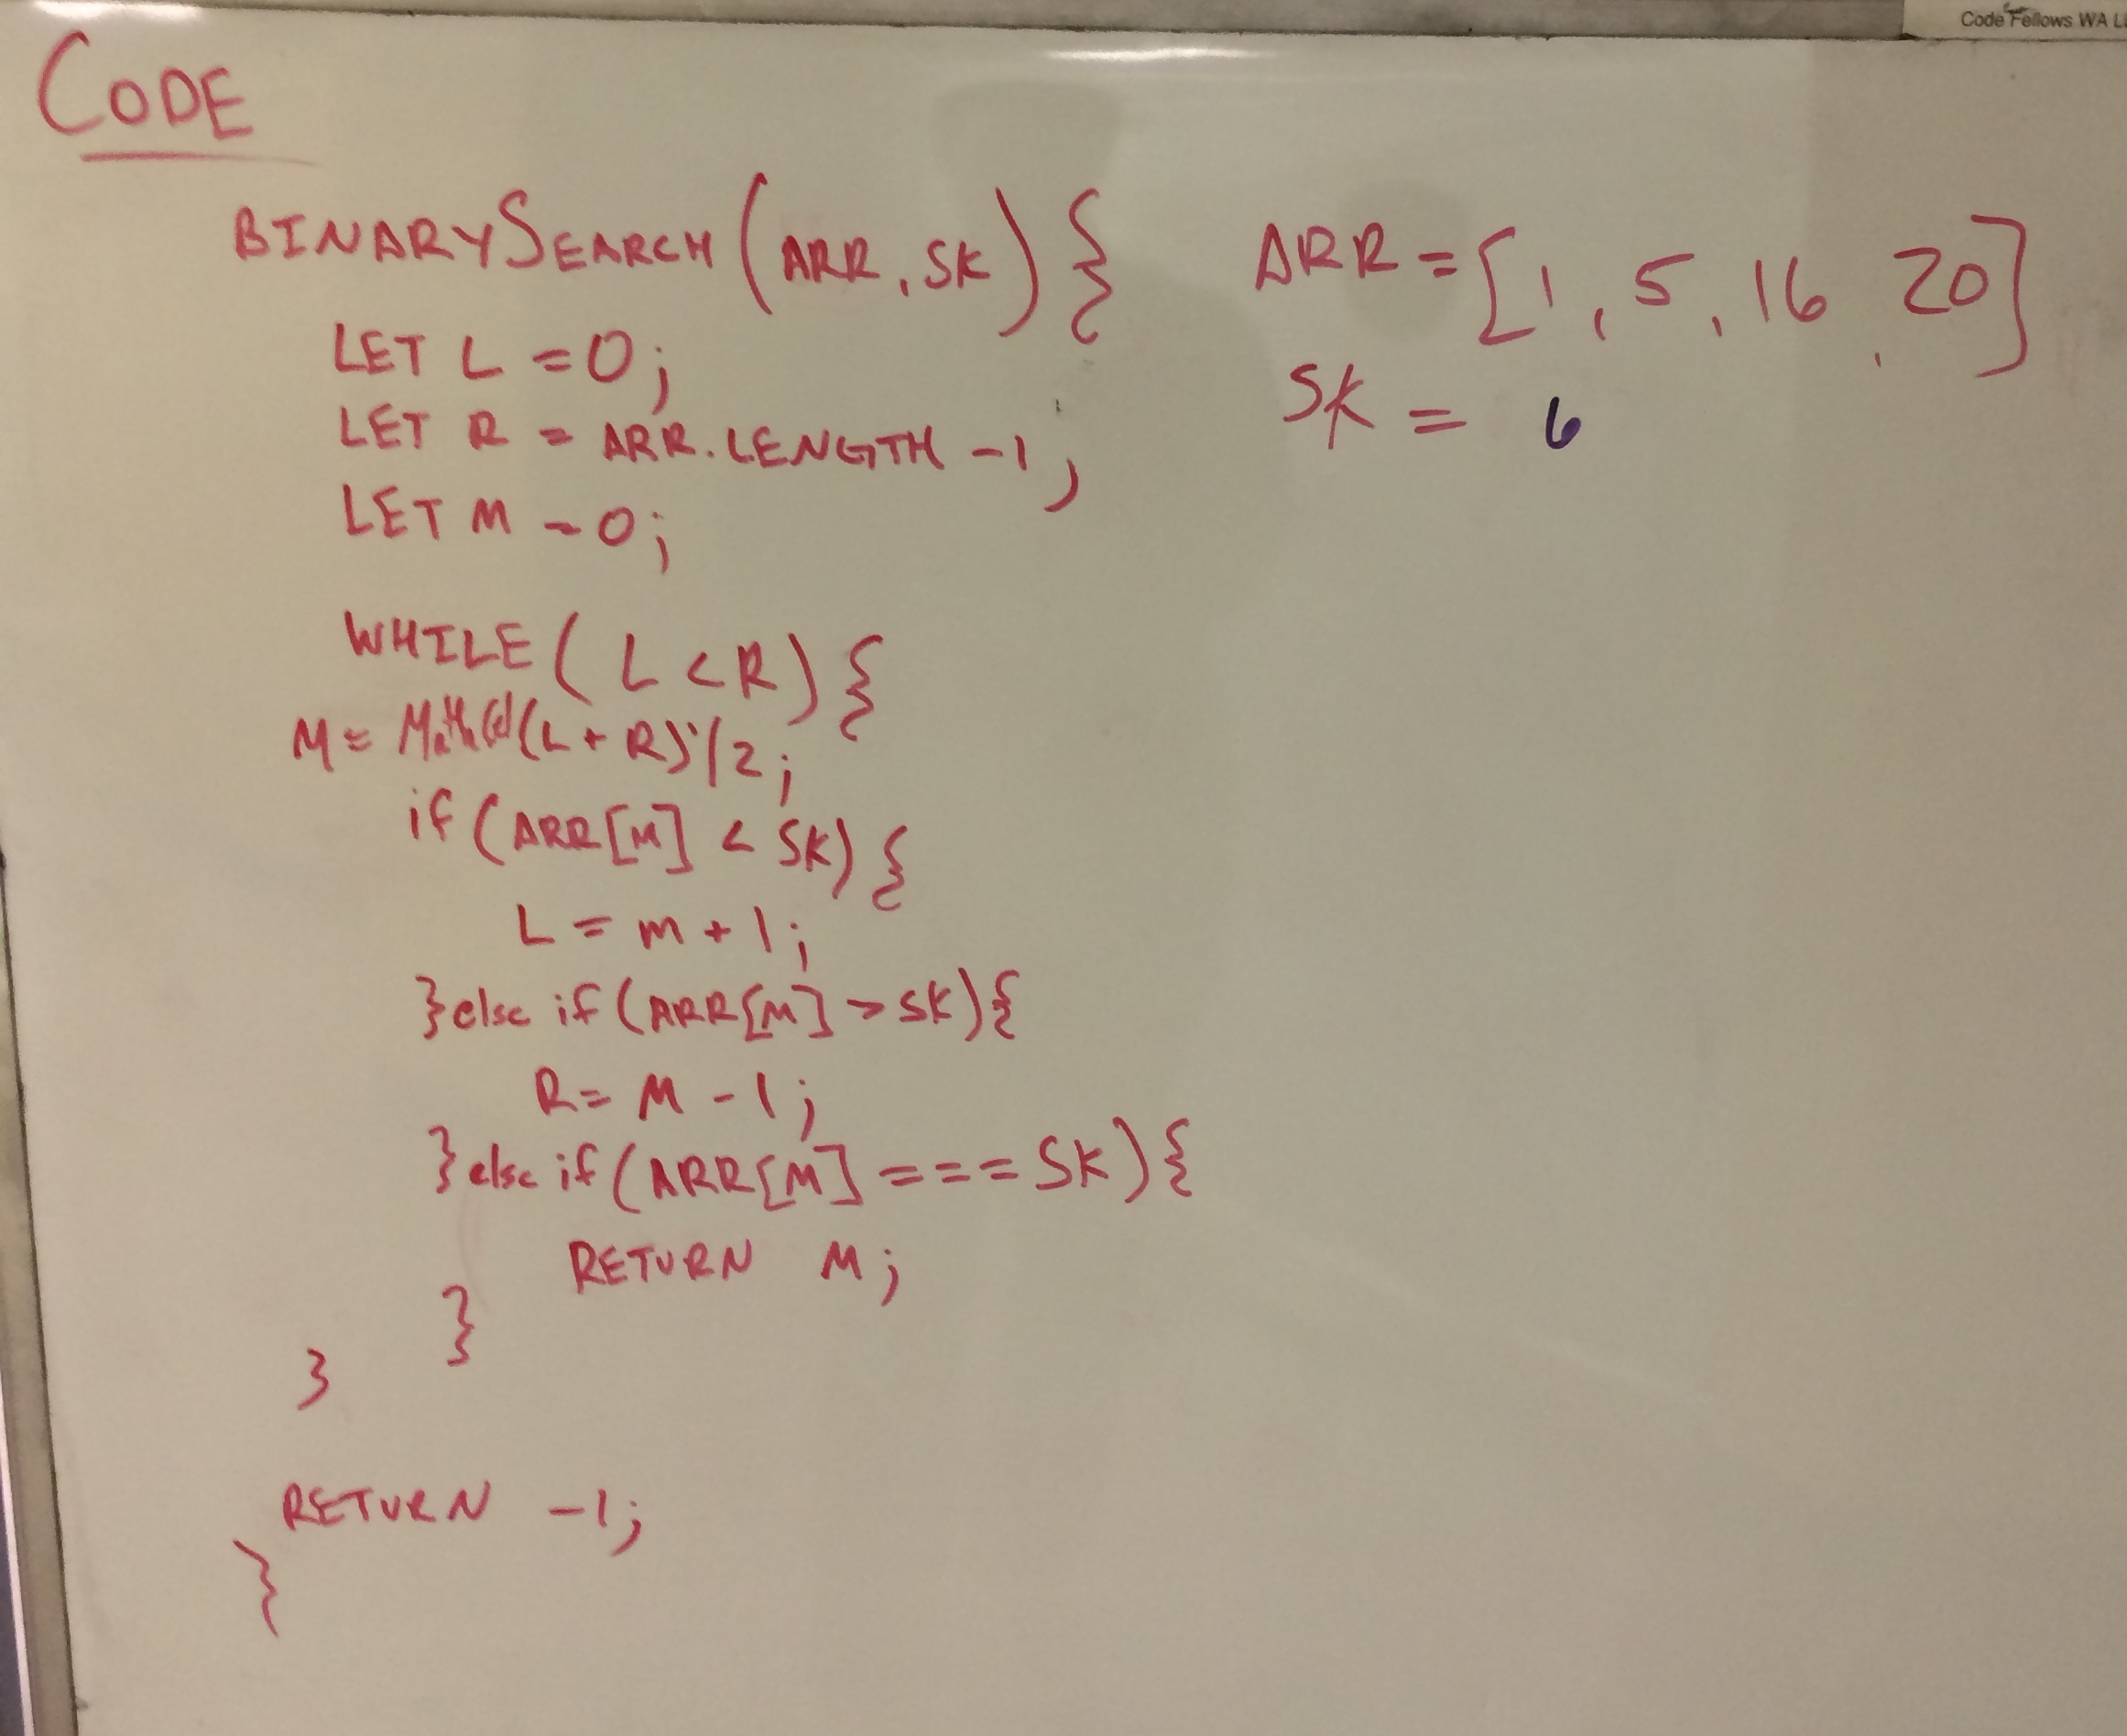 Code Fellows WA L
CODE
BINARYSEARCH(ARR, SK) {
LET L = 0;
LET R = ARR.LENGTH -1;
LET M = 0;
WHILE( L < R) {
M = (L + R)/2;
if (ARR[M] < SK) {
L = m + 1;
}else if (ARR[M] > SK){
R = M - 1;
}else if (ARR[M] === SK){
RETURN M;
}
}
RETURN -1;
}
ARR = [1, 5, 16, 20]
SK = 6